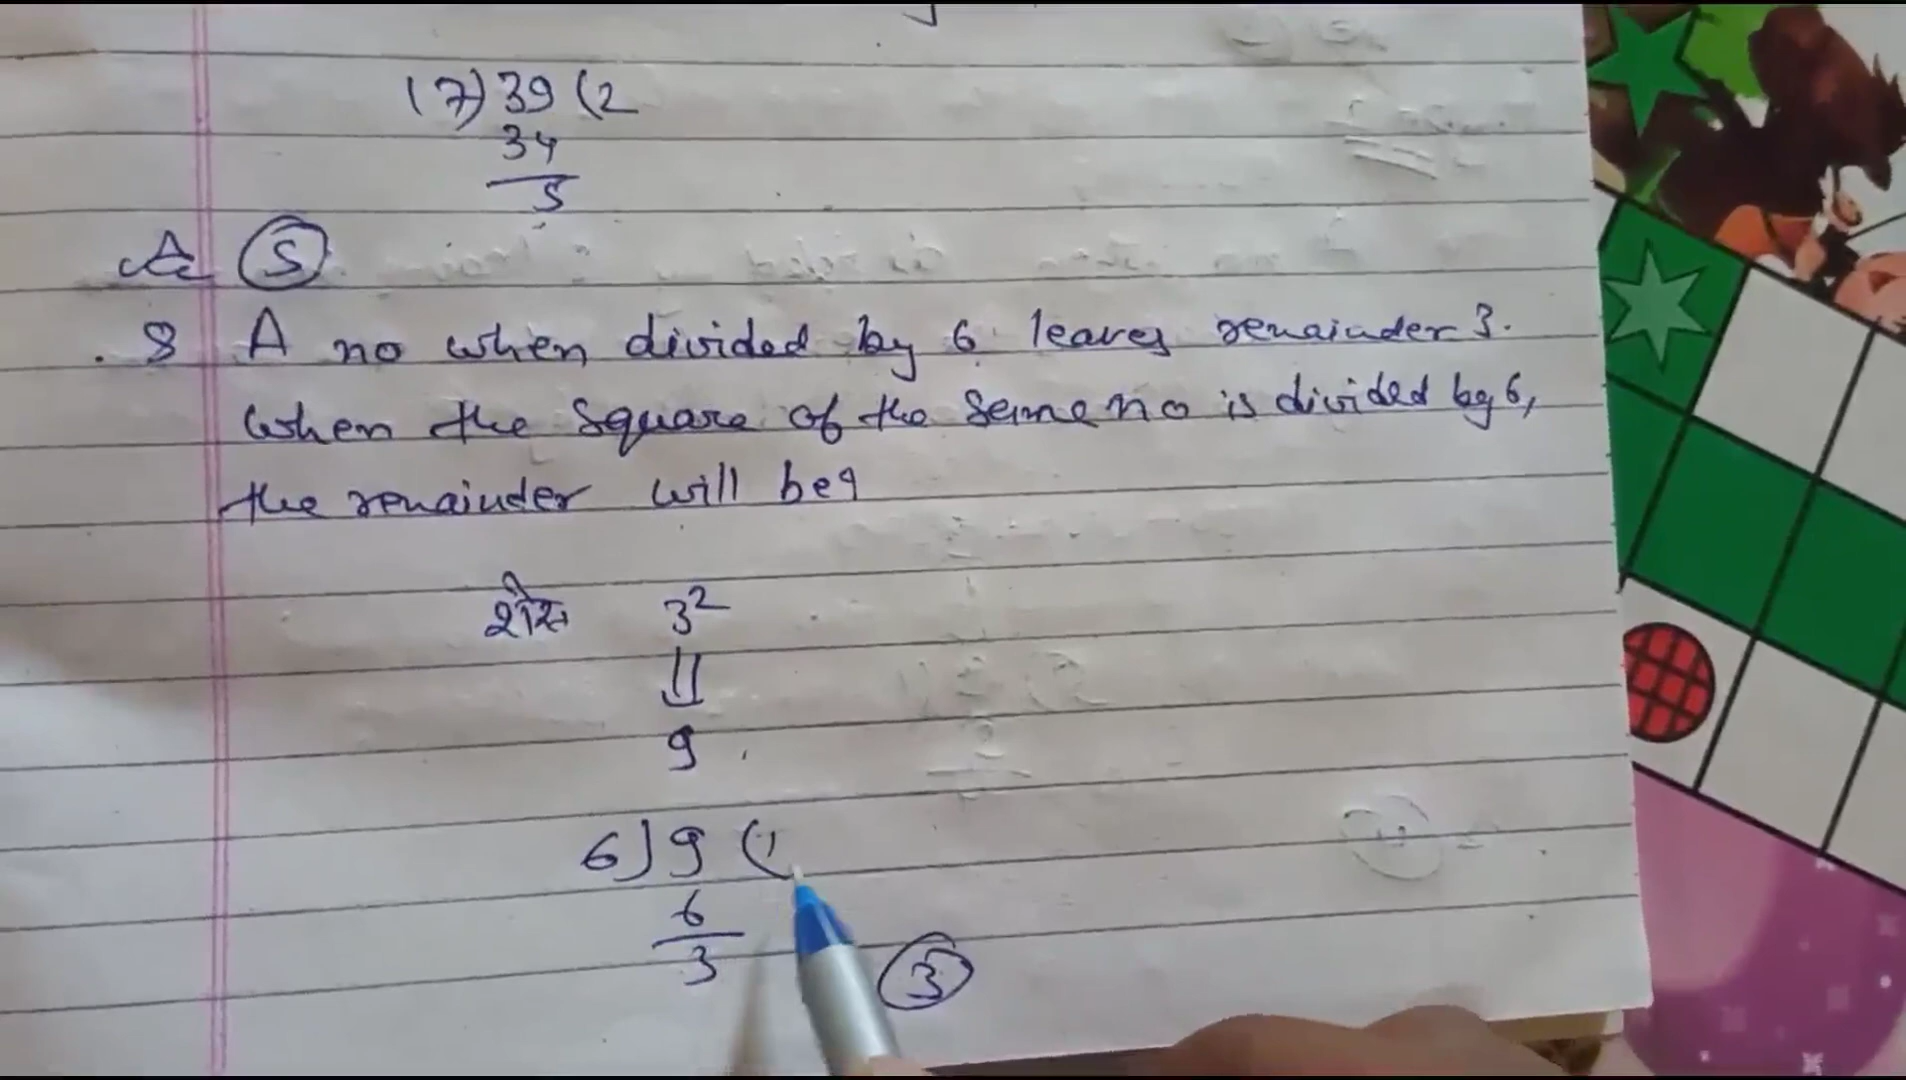 17) 39 (2
34
5
A (5)
8 A no when divided by 6 leaves remainder 3.
when the square of the same no is divided by 6,
the remainder will be?
3²
9
6) 9 (1
6
3
3